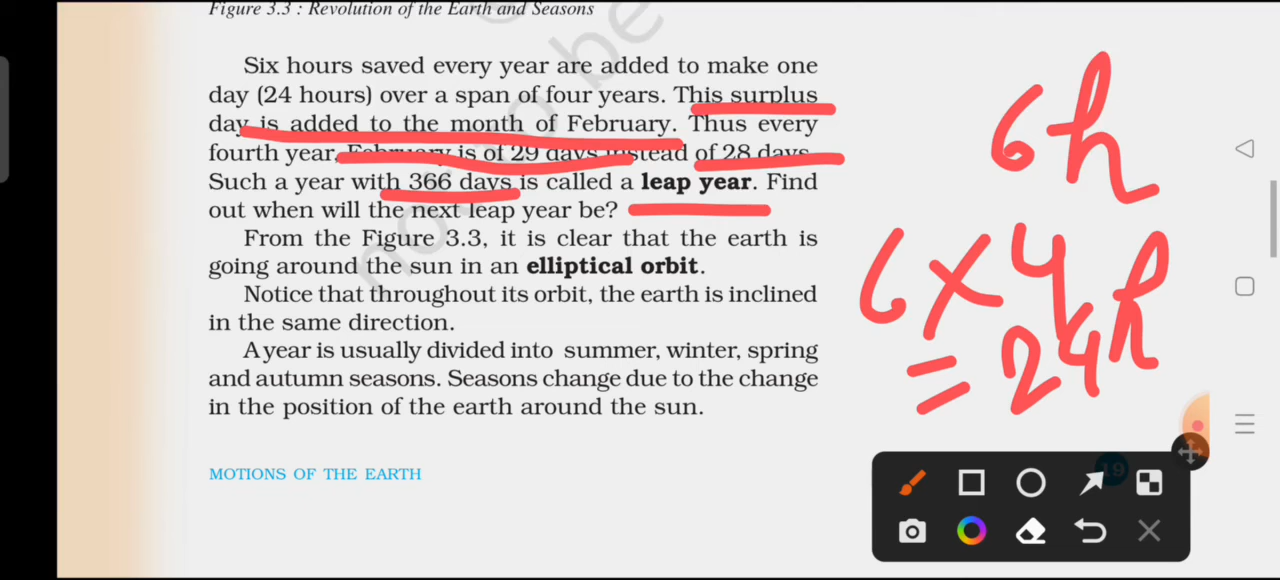 Figure 3.3 : Revolution of the Earth and Seasons
Six hours saved every year are added to make one
day (24 hours) over a span of four years. This surplus
day is added to the month of February. Thus every
fourth year, February is of 29 days instead of 28 days.
Such a year with 366 days is called a leap year. Find
out when will the next leap year be?
From the Figure 3.3, it is clear that the earth is
going around the sun in an elliptical orbit.
Notice that throughout its orbit, the earth is inclined
in the same direction.
A year is usually divided into summer, winter, spring
and autumn seasons. Seasons change due to the change
in the position of the earth around the sun.
MOTIONS OF THE EARTH
19
not to be
6h
6×4
= 24h